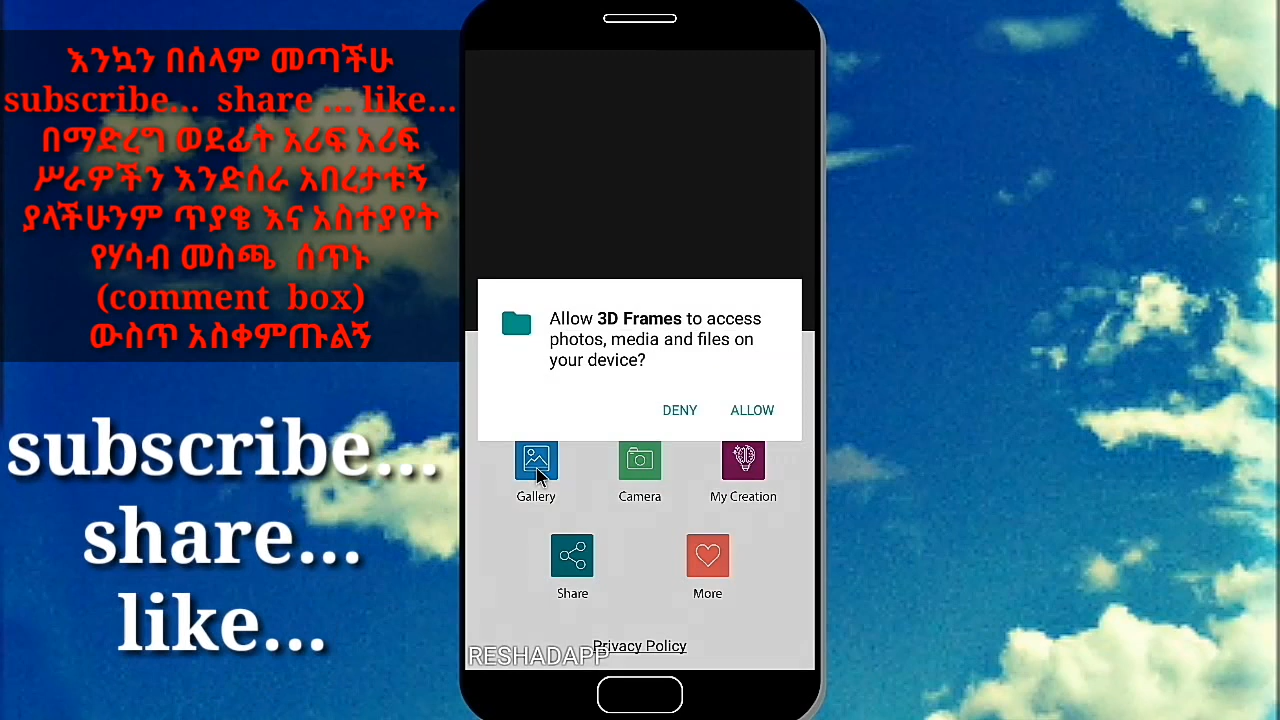 እንኳን በሰላም መጣችሁ
subscribe... share ... like...
በማድረግ ወደፊት አሪፍ አሪፍ
ሥራዎችን እንድሰራ አበረታቱኝ
ያላችሁንም ጥያቄ እና አስተያየት
የሃሳብ መስጫ ሰጥኑ
(comment box)
ውስጥ አስቀምጡልኝ
subscribe...
share...
like...
Allow 3D Frames to access
photos, media and files on
your device?
DENY ALLOW
Gallery Camera My Creation
Share More
Privacy Policy
RESHADAPP